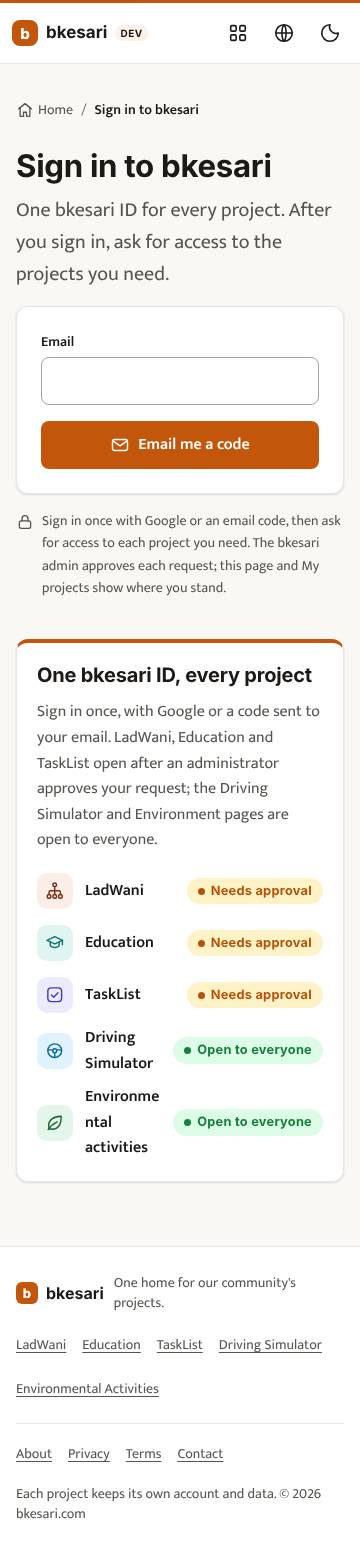 b bkesari DEV
Home / Sign in to bkesari
Sign in to bkesari
One bkesari ID for every project. After
you sign in, ask for access to the
projects you need.
Email
Email me a code
Sign in once with Google or an email code, then ask
for access to each project you need. The bkesari
admin approves each request; this page and My
projects show where you stand.
One bkesari ID, every project
Sign in once, with Google or a code sent to
your email. LadWani, Education and
TaskList open after an administrator
approves your request; the Driving
Simulator and Environment pages are
open to everyone.
LadWani Needs approval
Education Needs approval
TaskList Needs approval
Driving
Simulator
Open to everyone
Environme
ntal
activities
Open to everyone
b bkesari
One home for our community's
projects.
LadWani Education TaskList Driving Simulator
Environmental Activities
About Privacy Terms Contact
Each project keeps its own account and data. © 2026
bkesari.com